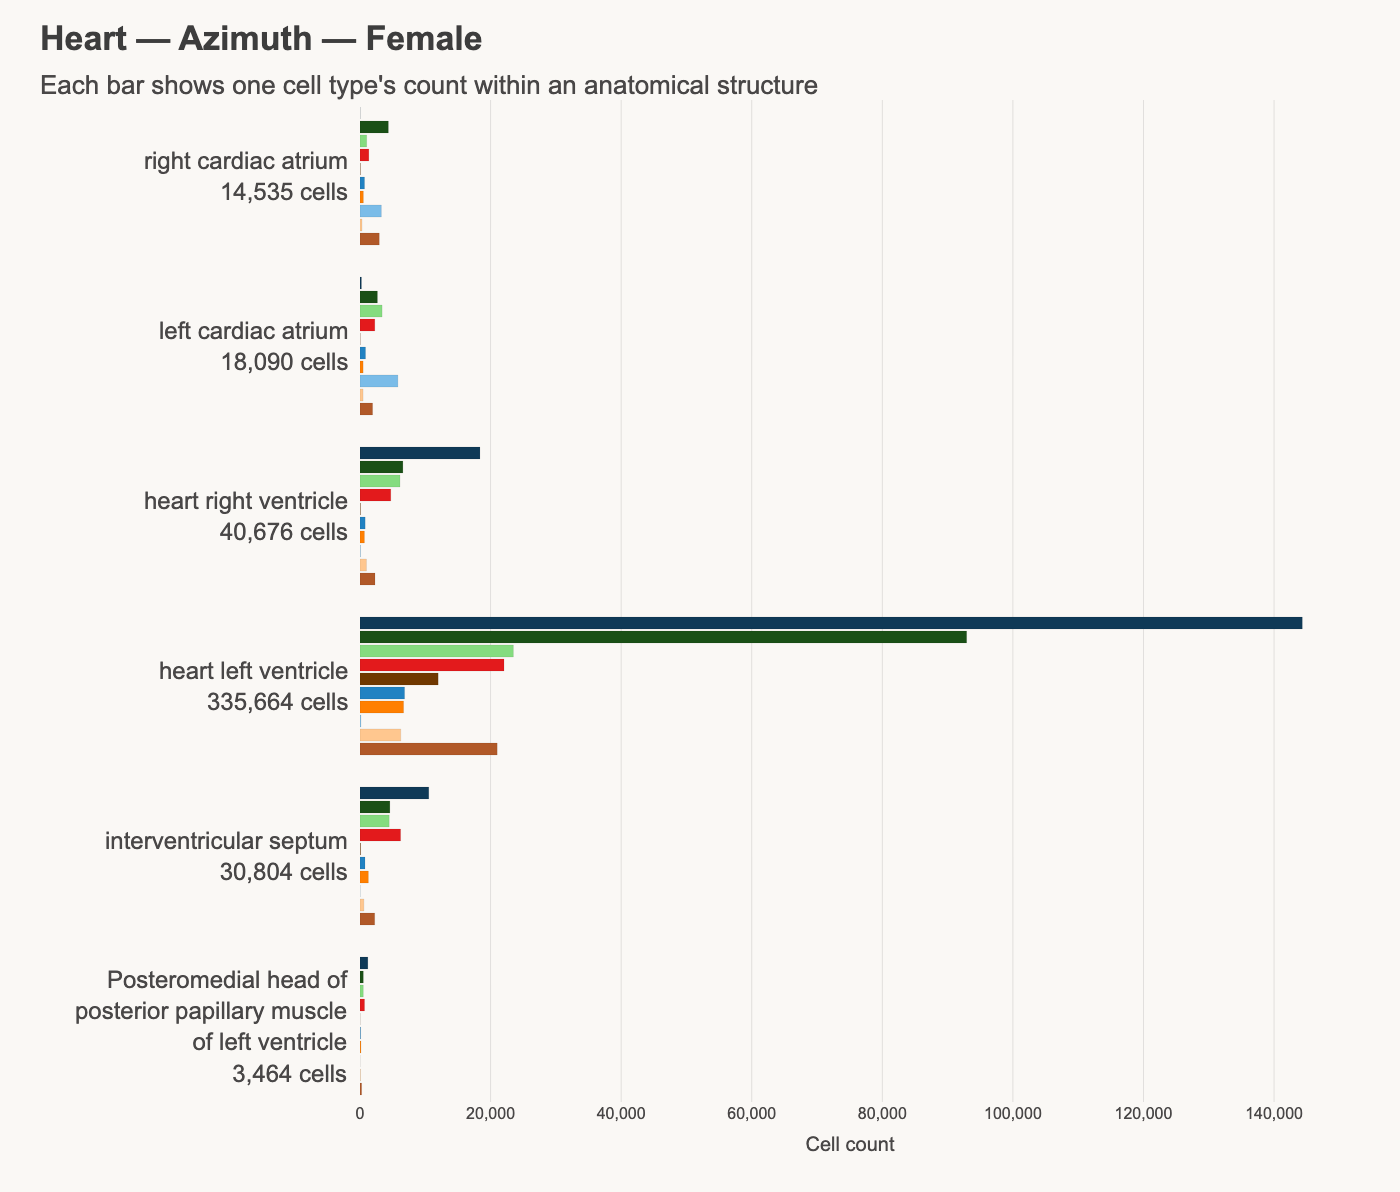 Heart — Azimuth — Female
Each bar shows one cell type's count within an anatomical structure
right cardiac atrium
14,535 cells
left cardiac atrium
18,090 cells
heart right ventricle
40,676 cells
heart left ventricle
335,664 cells
interventricular septum
30,804 cells
Posteromedial head of
posterior papillary muscle
of left ventricle
3,464 cells
0 20,000 40,000 60,000 80,000 100,000 120,000 140,000
Cell count